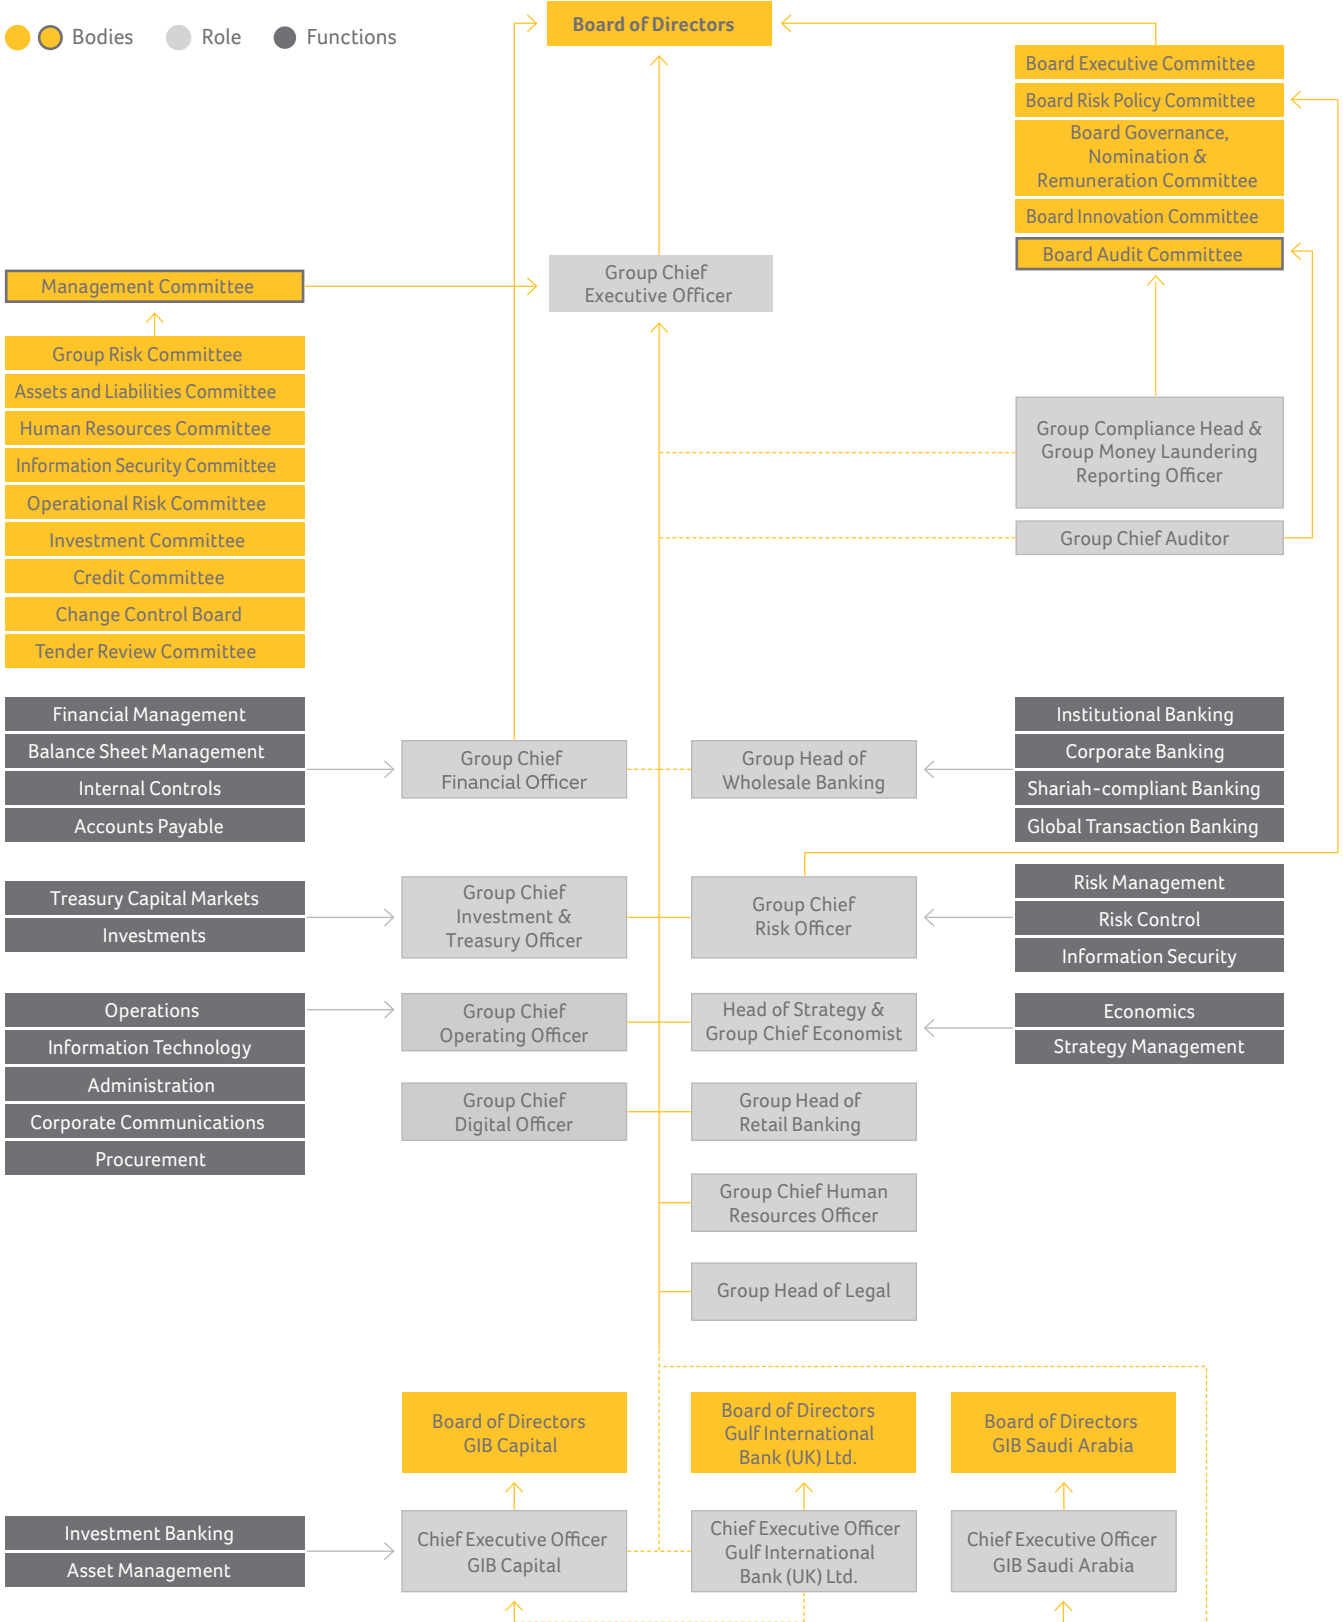 Bodies
Role
Functions
Board of Directors
Board Executive Committee
Board Risk Policy Committee
Board Governance,
Nomination &
Remuneration Committee
Board Innovation Committee
Board Audit Committee
Group Chief
Executive Officer
Management Committee
Group Risk Committee
Assets and Liabilities Committee
Human Resources Committee
Information Security Committee
Operational Risk Committee
Investment Committee
Credit Committee
Change Control Board
Tender Review Committee
Group Compliance Head &
Group Money Laundering
Reporting Officer
Group Chief Auditor
Financial Management
Balance Sheet Management
Internal Controls
Accounts Payable
Group Chief
Financial Officer
Group Head of
Wholesale Banking
Institutional Banking
Corporate Banking
Shariah-compliant Banking
Global Transaction Banking
Treasury Capital Markets
Investments
Group Chief
Investment &
Treasury Officer
Group Chief
Risk Officer
Risk Management
Risk Control
Information Security
Operations
Information Technology
Administration
Corporate Communications
Procurement
Group Chief
Operating Officer
Head of Strategy &
Group Chief Economist
Economics
Strategy Management
Group Chief
Digital Officer
Group Head of
Retail Banking
Group Chief Human
Resources Officer
Group Head of Legal
Board of Directors
GIB Capital
Board of Directors
Gulf International
Bank (UK) Ltd.
Board of Directors
GIB Saudi Arabia
Investment Banking
Asset Management
Chief Executive Officer
GIB Capital
Chief Executive Officer
Gulf International
Bank (UK) Ltd.
Chief Executive Officer
GIB Saudi Arabia